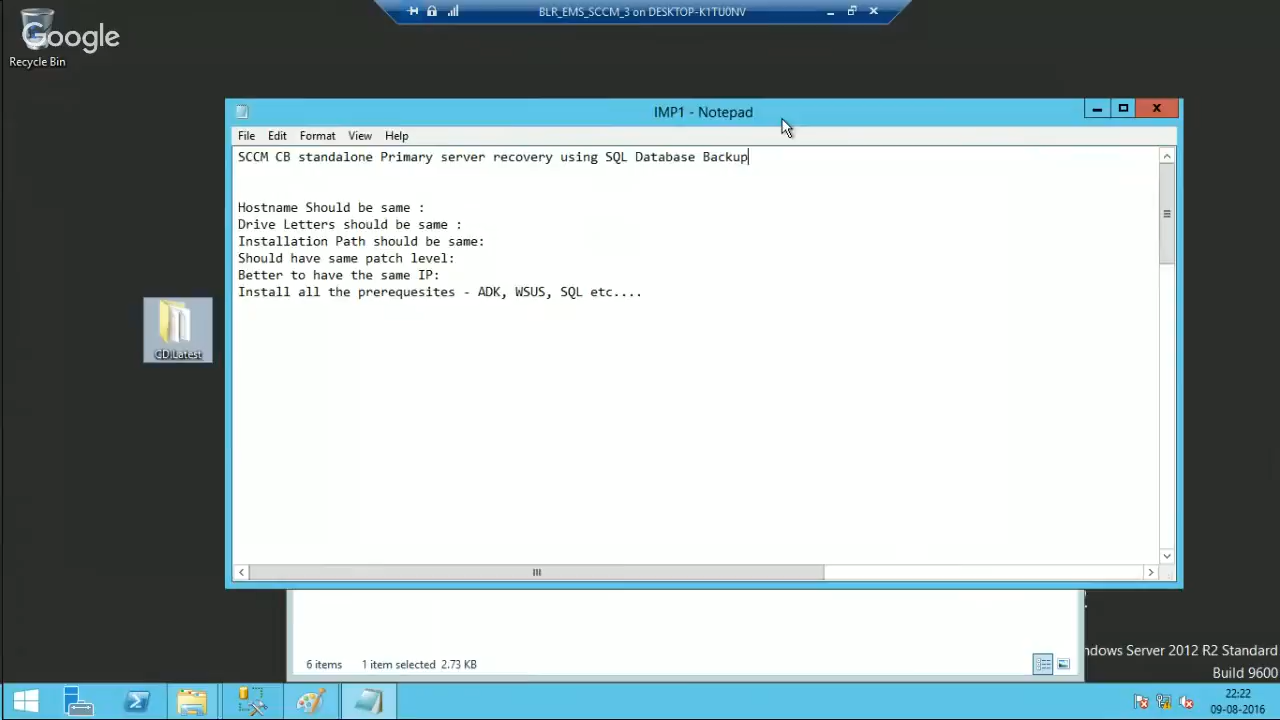 BLR_EMS_SCCM_3 on DESKTOP-K1TU0NV
Google
Recycle Bin
IMP1 - Notepad
File Edit Format View Help
SCCM CB standalone Primary server recovery using SQL Database Backup
Hostname Should be same :
Drive Letters should be same :
Installation Path should be same:
Should have same patch level:
Better to have the same IP:
Install all the prerequesites - ADK, WSUS, SQL etc....
CD.Latest
6 items 1 item selected 2.73 KB
ndows Server 2012 R2 Standard
Build 9600
22:22
09-08-2016